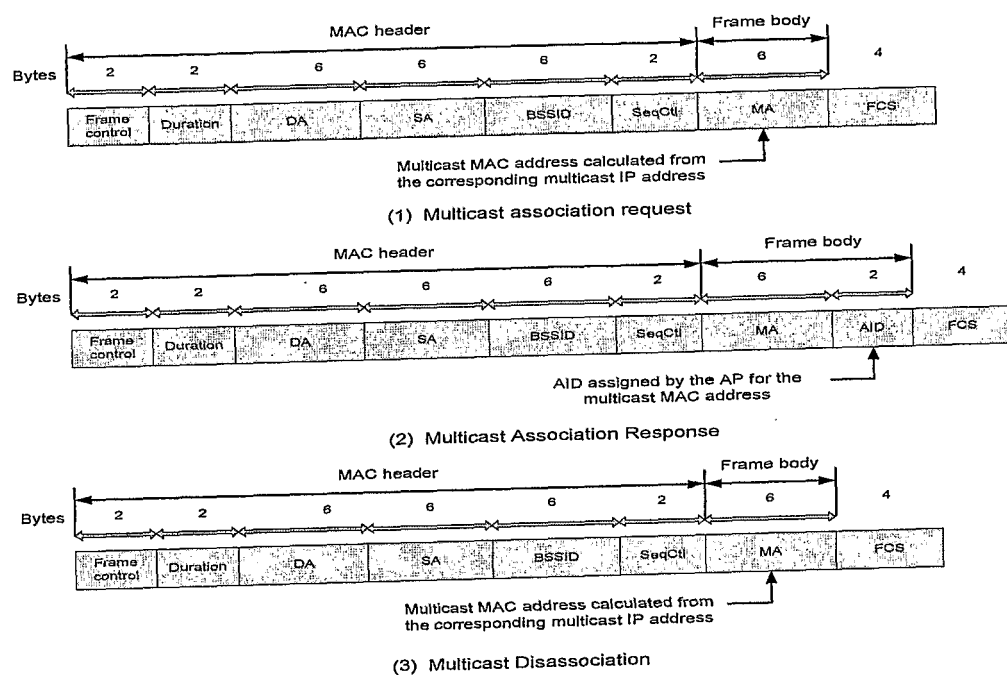 MAC header Frame body
Bytes 2 2 6 6 6 2 6 4
Frame control Duration DA SA BSSID SeqCtl MA FCS
Multicast MAC address calculated from
the corresponding multicast IP address
(1) Multicast association request
MAC header Frame body
Bytes 2 2 6 6 6 2 6 2 4
Frame control Duration DA SA BSSID SeqCtl MA AID FCS
AID assigned by the AP for the
multicast MAC address
(2) Multicast Association Response
MAC header Frame body
Bytes 2 2 6 6 6 2 6 4
Frame control Duration DA SA BSSID SeqCtl MA FCS
Multicast MAC address calculated from
the corresponding multicast IP address
(3) Multicast Disassociation